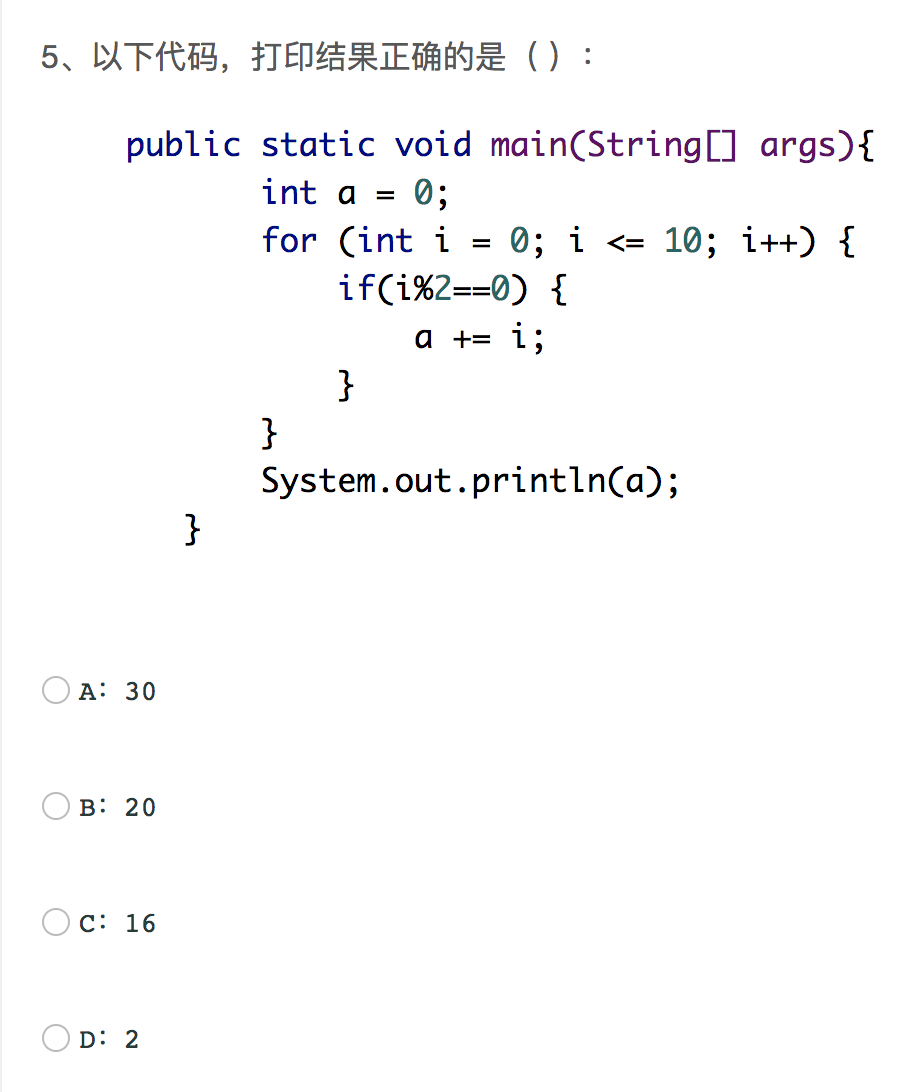 5、以下代码，打印结果正确的是（）：
public static void main(String[] args){
int a = 0;
for (int i = 0; i <= 10; i++) {
if(i%2==0) {
a += i;
}
}
System.out.println(a);
}
A: 30
B: 20
C: 16
D: 2